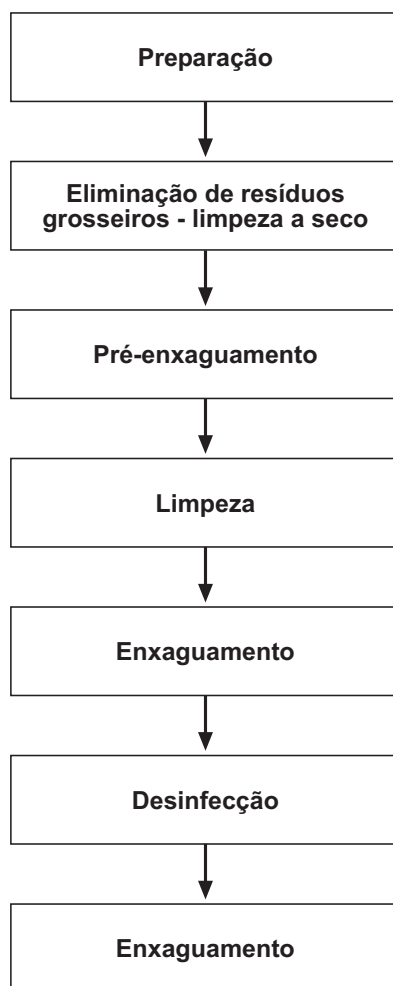 Preparação
Eliminação de resíduos
grosseiros - limpeza a seco
Pré-enxaguamento
Limpeza
Enxaguamento
Desinfecção
Enxaguamento